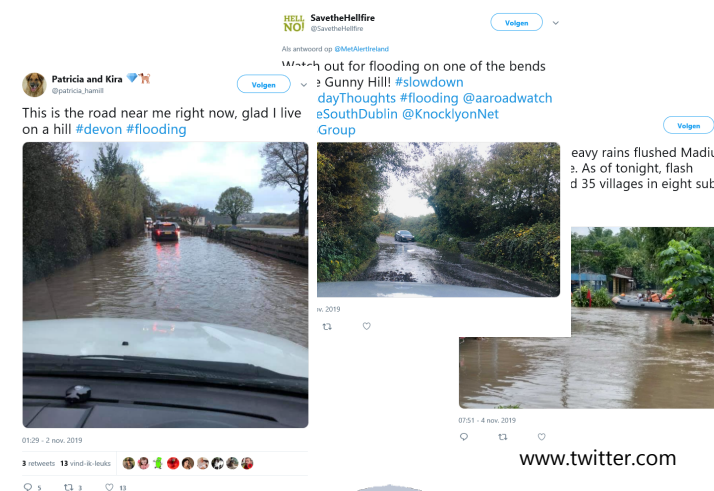 Patricia and Kira
@patricia_hamill
Volgen
This is the road near me right now, glad I live
on a hill #devon #flooding
01:29 - 2 nov. 2019
3 retweets 13 vind-ik-leuks
5 3 13
HELL
NO!
SavetheHellfire
@SavetheHellfire
Volgen
Als antwoord op @MetAlertIreland
Watch out for flooding on one of the bends
e Gunny Hill! #slowdown
dayThoughts #flooding @aaroadwatch
eSouthDublin @KnocklyonNet
Group
ov. 2019
Volgen
eavy rains flushed Madiu
e. As of tonight, flash
d 35 villages in eight sub
07:51 - 4 nov. 2019
www.twitter.com